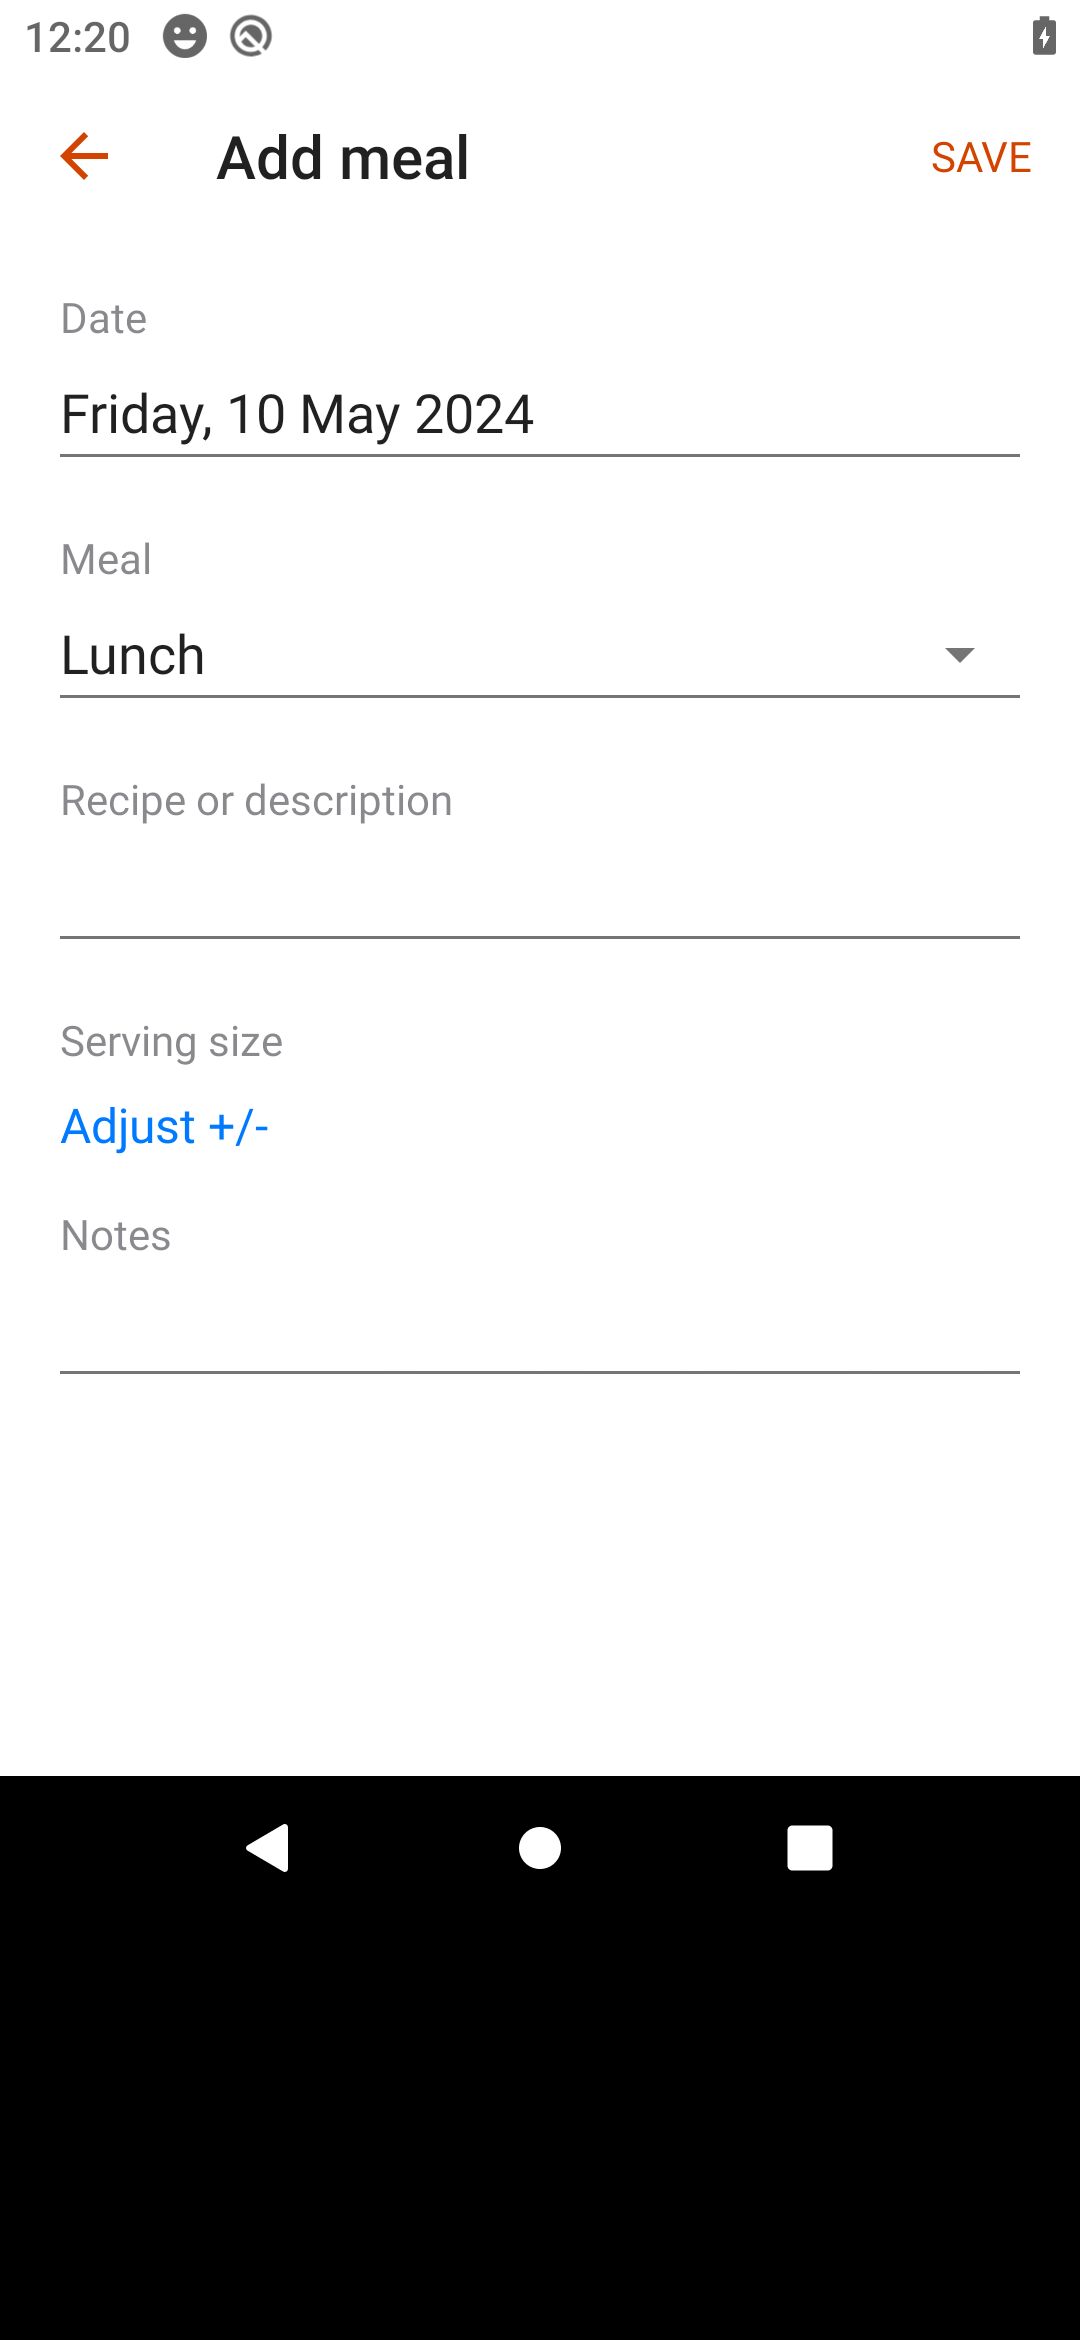 12:20
Add meal
SAVE
Date
Friday, 10 May 2024
Meal
Lunch
Recipe or description
Serving size
Adjust +/-
Notes